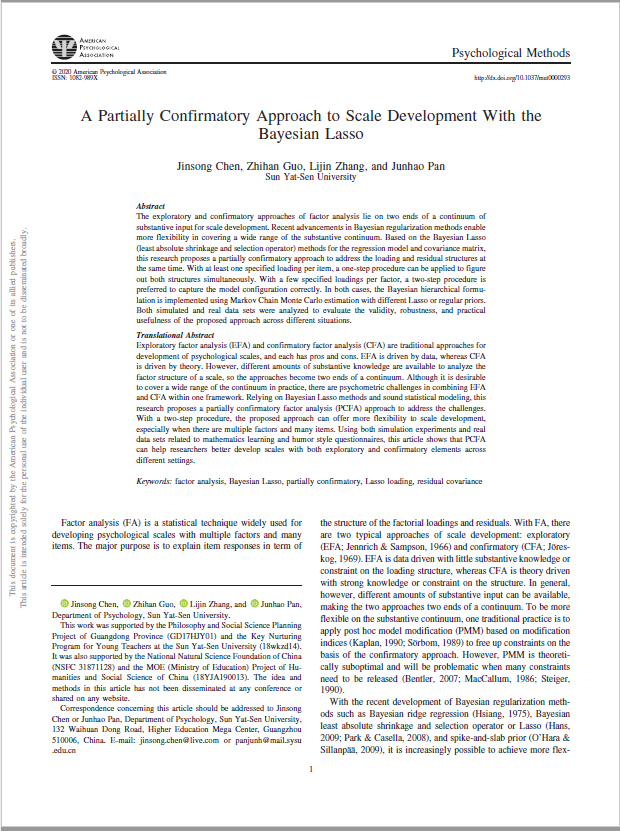 AMERICAN
PSYCHOLOGICAL
ASSOCIATION
Psychological Methods
© 2020 American Psychological Association
ISSN: 1082-989X
http://dx.doi.org/10.1037/met0000293
A Partially Confirmatory Approach to Scale Development With the
Bayesian Lasso
Jinsong Chen, Zhihan Guo, Lijin Zhang, and Junhao Pan
Sun Yat-Sen University
Abstract
The exploratory and confirmatory approaches of factor analysis lie on two ends of a continuum of
substantive input for scale development. Recent advancements in Bayesian regularization methods enable
more flexibility in covering a wide range of the substantive continuum. Based on the Bayesian Lasso
(least absolute shrinkage and selection operator) methods for the regression model and covariance matrix,
this research proposes a partially confirmatory approach to address the loading and residual structures at
the same time. With at least one specified loading per item, a one-step procedure can be applied to figure
out both structures simultaneously. With a few specified loadings per factor, a two-step procedure is
preferred to capture the model configuration correctly. In both cases, the Bayesian hierarchical formu-
lation is implemented using Markov Chain Monte Carlo estimation with different Lasso or regular priors.
Both simulated and real data sets were analyzed to evaluate the validity, robustness, and practical
usefulness of the proposed approach across different situations.
Translational Abstract
Exploratory factor analysis (EFA) and confirmatory factor analysis (CFA) are traditional approaches for
development of psychological scales, and each has pros and cons. EFA is driven by data, whereas CFA
is driven by theory. However, different amounts of substantive knowledge are available to analyze the
factor structure of a scale, so the approaches become two ends of a continuum. Although it is desirable
to cover a wide range of the continuum in practice, there are psychometric challenges in combining EFA
and CFA within one framework. Relying on Bayesian Lasso methods and sound statistical modeling, this
research proposes a partially confirmatory factor analysis (PCFA) approach to address the challenges.
With a two-step procedure, the proposed approach can offer more flexibility to scale development,
especially when there are multiple factors and many items. Using both simulation experiments and real
data sets related to mathematics learning and humor style questionnaires, this article shows that PCFA
can help researchers better develop scales with both exploratory and confirmatory elements across
different settings.
Keywords: factor analysis, Bayesian Lasso, partially confirmatory, Lasso loading, residual covariance
Factor analysis (FA) is a statistical technique widely used for
developing psychological scales with multiple factors and many
items. The major purpose is to explain item responses in term of
Jinsong Chen, Zhihan Guo, Lijin Zhang, and Junhao Pan,
Department of Psychology, Sun Yat-Sen University.
This work was supported by the Philosophy and Social Science Planning
Project of Guangdong Province (GD17HJY01) and the Key Nurturing
Program for Young Teachers at the Sun Yat-Sen University (18wkzd14).
It was also supported by the National Natural Science Foundation of China
(NSFC 31871128) and the MOE (Ministry of Education) Project of Hu-
manities and Social Science of China (18YJA190013). The idea and
methods in this article has not been disseminated at any conference or
shared on any website.
Correspondence concerning this article should be addressed to Jinsong
Chen or Junhao Pan, Department of Psychology, Sun Yat-Sen University,
132 Waihuan Dong Road, Higher Education Mega Center, Guangzhou
510006, China. E-mail: jinsong.chen@live.com or panjunh@mail.sysu
.edu.cn
the structure of the factorial loadings and residuals. With FA, there
are two typical approaches of scale development: exploratory
(EFA; Jennrich & Sampson, 1966) and confirmatory (CFA; Jöres-
kog, 1969). EFA is data driven with little substantive knowledge or
constraint on the loading structure, whereas CFA is theory driven
with strong knowledge or constraint on the structure. In general,
however, different amounts of substantive input can be available,
making the two approaches two ends of a continuum. To be more
flexible on the substantive continuum, one traditional practice is to
apply post hoc model modification (PMM) based on modification
indices (Kaplan, 1990; Sörbom, 1989) to free up constraints on the
basis of the confirmatory approach. However, PMM is theoreti-
cally suboptimal and will be problematic when many constraints
need to be released (Bentler, 2007; MacCallum, 1986; Steiger,
1990).
With the recent development of Bayesian regularization meth-
ods such as Bayesian ridge regression (Hsiang, 1975), Bayesian
least absolute shrinkage and selection operator or Lasso (Hans,
2009; Park & Casella, 2008), and spike-and-slab prior (O'Hara &
Sillanpää, 2009), it is increasingly possible to achieve more flex-
1
This document is copyrighted by the American Psychological Association or one of its allied publishers.
This article is intended solely for the personal use of the individual user and is not to be disseminated broadly.